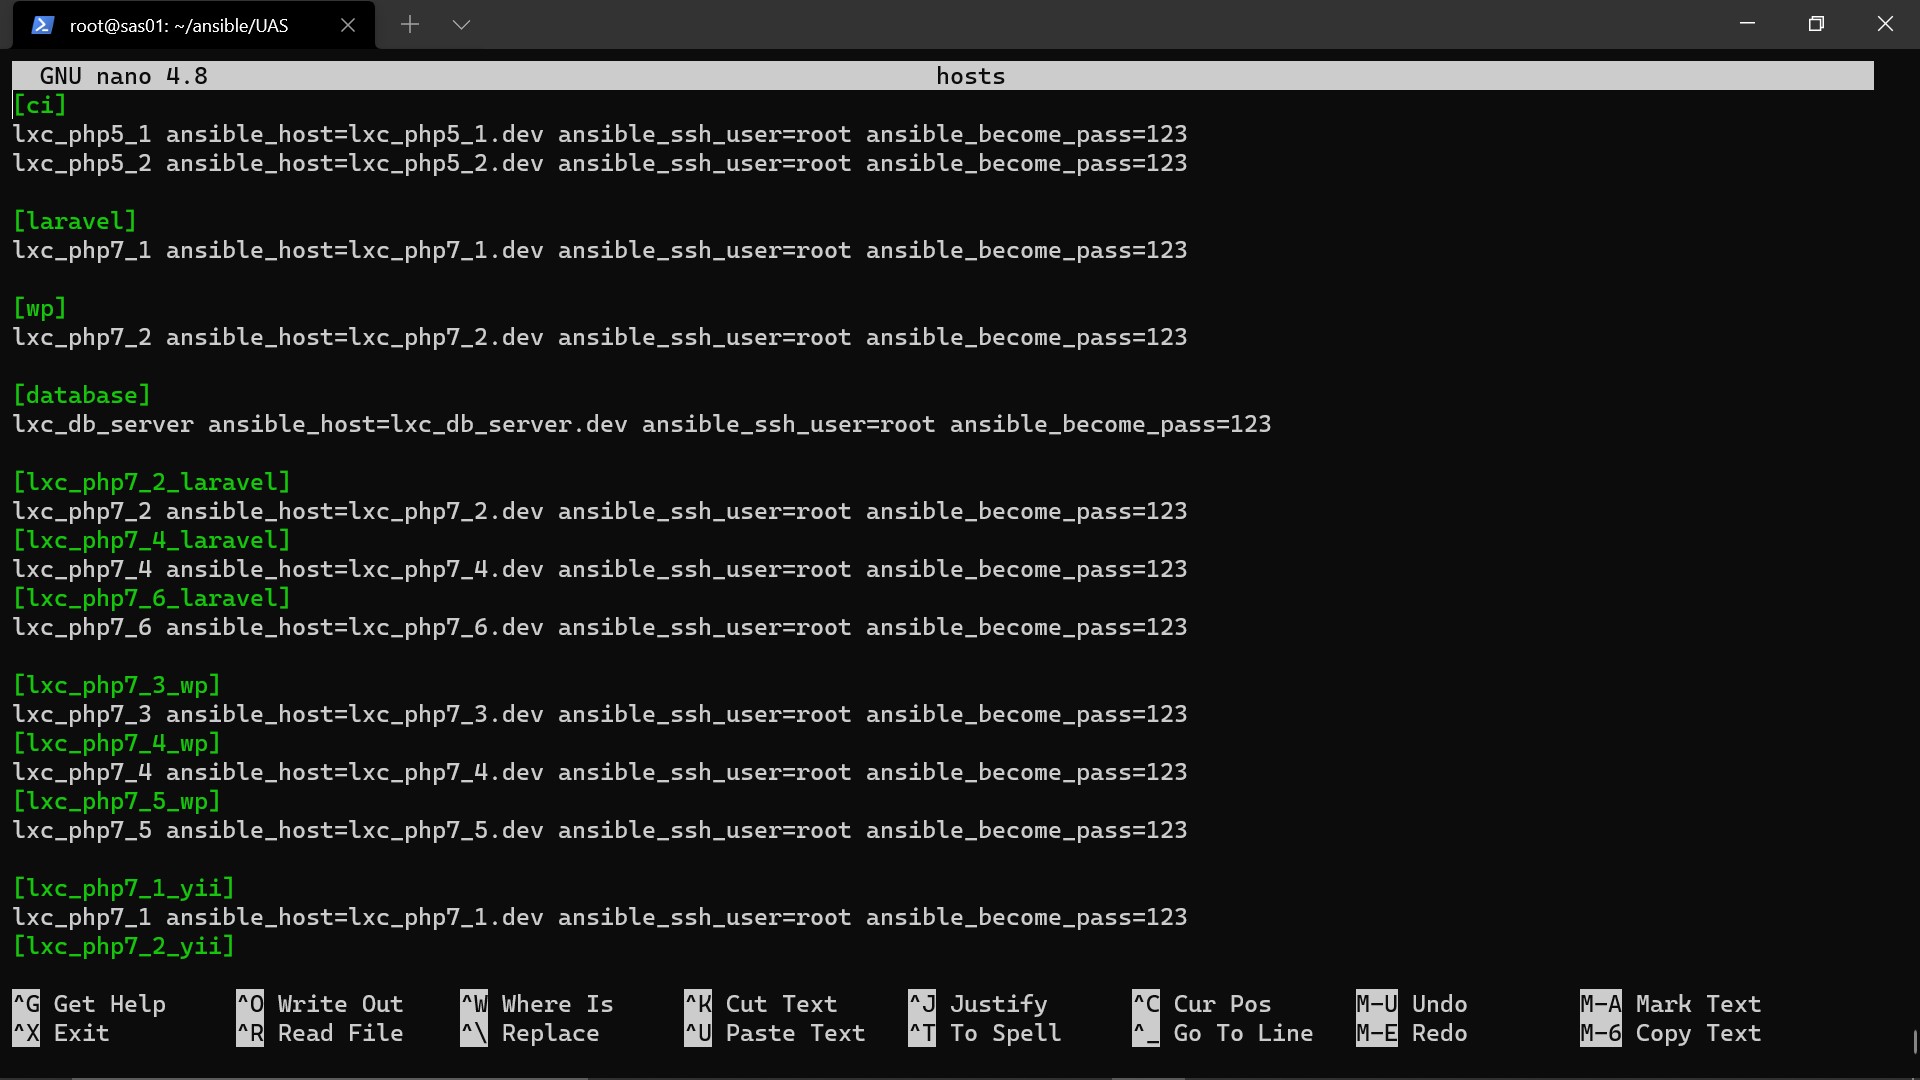 root@sas01: ~/ansible/UAS
GNU nano 4.8 hosts
[ci]
lxc_php5_1 ansible_host=lxc_php5_1.dev ansible_ssh_user=root ansible_become_pass=123
lxc_php5_2 ansible_host=lxc_php5_2.dev ansible_ssh_user=root ansible_become_pass=123
[laravel]
lxc_php7_1 ansible_host=lxc_php7_1.dev ansible_ssh_user=root ansible_become_pass=123
[wp]
lxc_php7_2 ansible_host=lxc_php7_2.dev ansible_ssh_user=root ansible_become_pass=123
[database]
lxc_db_server ansible_host=lxc_db_server.dev ansible_ssh_user=root ansible_become_pass=123
[lxc_php7_2_laravel]
lxc_php7_2 ansible_host=lxc_php7_2.dev ansible_ssh_user=root ansible_become_pass=123
[lxc_php7_4_laravel]
lxc_php7_4 ansible_host=lxc_php7_4.dev ansible_ssh_user=root ansible_become_pass=123
[lxc_php7_6_laravel]
lxc_php7_6 ansible_host=lxc_php7_6.dev ansible_ssh_user=root ansible_become_pass=123
[lxc_php7_3_wp]
lxc_php7_3 ansible_host=lxc_php7_3.dev ansible_ssh_user=root ansible_become_pass=123
[lxc_php7_4_wp]
lxc_php7_4 ansible_host=lxc_php7_4.dev ansible_ssh_user=root ansible_become_pass=123
[lxc_php7_5_wp]
lxc_php7_5 ansible_host=lxc_php7_5.dev ansible_ssh_user=root ansible_become_pass=123
[lxc_php7_1_yii]
lxc_php7_1 ansible_host=lxc_php7_1.dev ansible_ssh_user=root ansible_become_pass=123
[lxc_php7_2_yii]
^G Get Help ^O Write Out ^W Where Is ^K Cut Text ^J Justify ^C Cur Pos M-U Undo M-A Mark Text
^X Exit ^R Read File ^\ Replace ^U Paste Text ^T To Spell ^_ Go To Line M-E Redo M-6 Copy Text